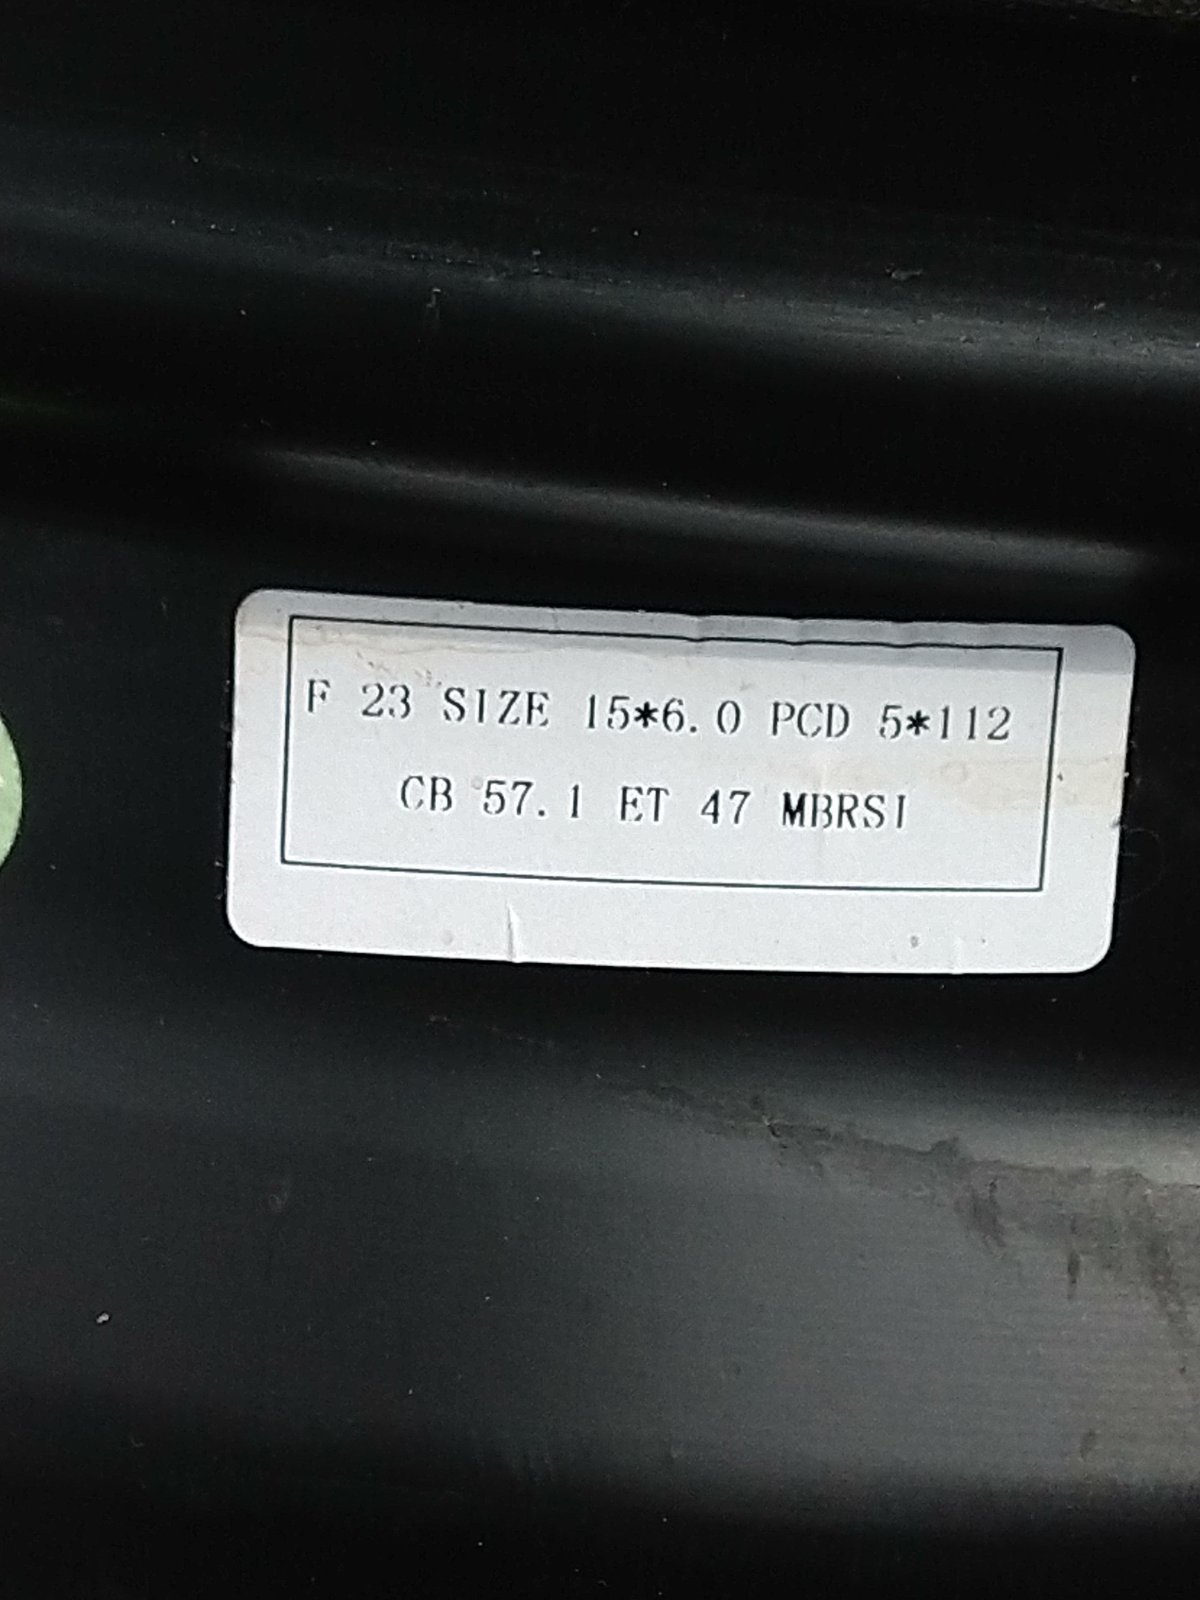 F 23 SIZE 15*6.0 PCD 5*112
CB 57.1 ET 47 MBRSI